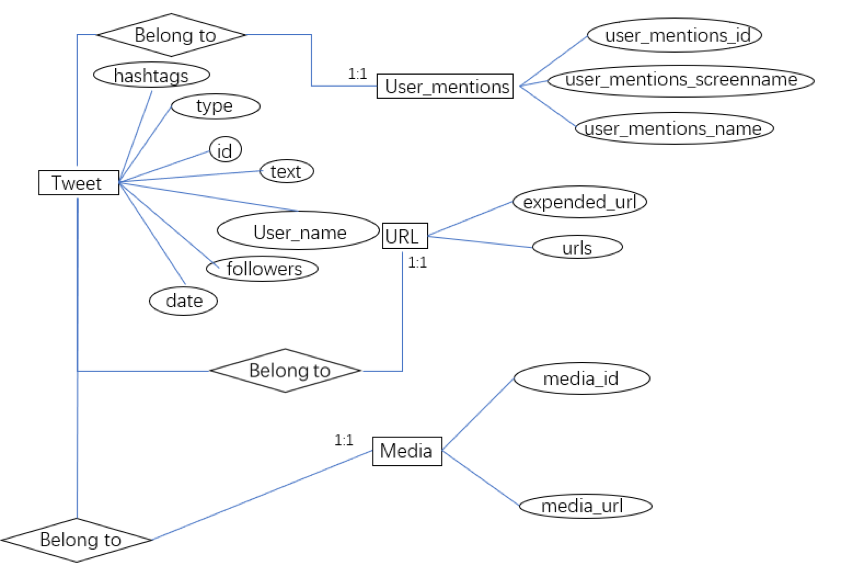 Belong to
user_mentions_id
hashtags
1:1
User_mentions
user_mentions_screenname
type
user_mentions_name
id
text
Tweet
expended_url
User_name
URL
urls
followers
1:1
date
Belong to
media_id
1:1
Media
media_url
Belong to